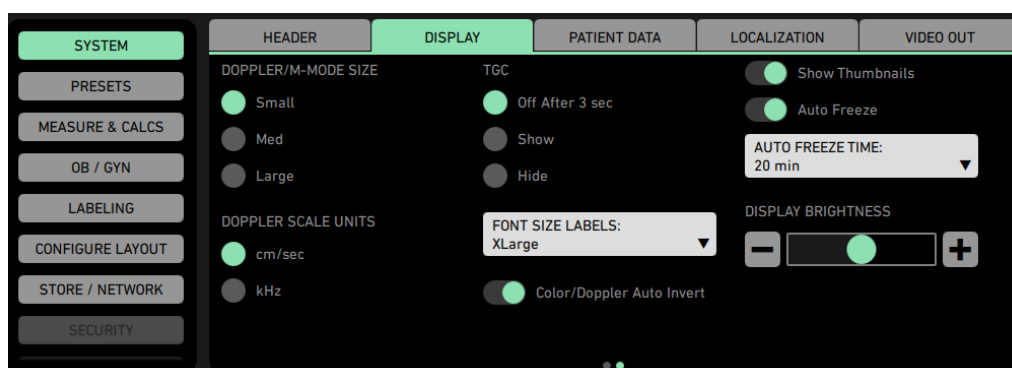 SYSTEM
PRESETS
MEASURE & CALCS
OB / GYN
LABELING
CONFIGURE LAYOUT
STORE / NETWORK
SECURITY
HEADER
DISPLAY
PATIENT DATA
LOCALIZATION
VIDEO OUT
DOPPLER/M-MODE SIZE
Small
Med
Large
DOPPLER SCALE UNITS
cm/sec
kHz
TGC
Off After 3 sec
Show
Hide
FONT SIZE LABELS:
XLarge
Color/Doppler Auto Invert
Show Thumbnails
Auto Freeze
AUTO FREEZE TIME:
20 min
DISPLAY BRIGHTNESS